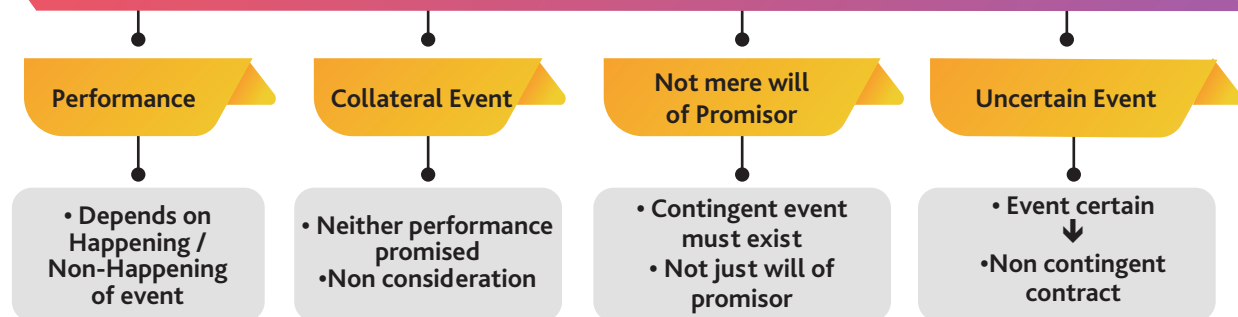 Performance
Collateral Event
Not mere will
of Promisor
Uncertain Event
• Depends on
Happening /
Non-Happening
of event
• Neither performance
promised
•Non consideration
• Contingent event
must exist
• Not just will of
promisor
• Event certain
•Non contingent
contract